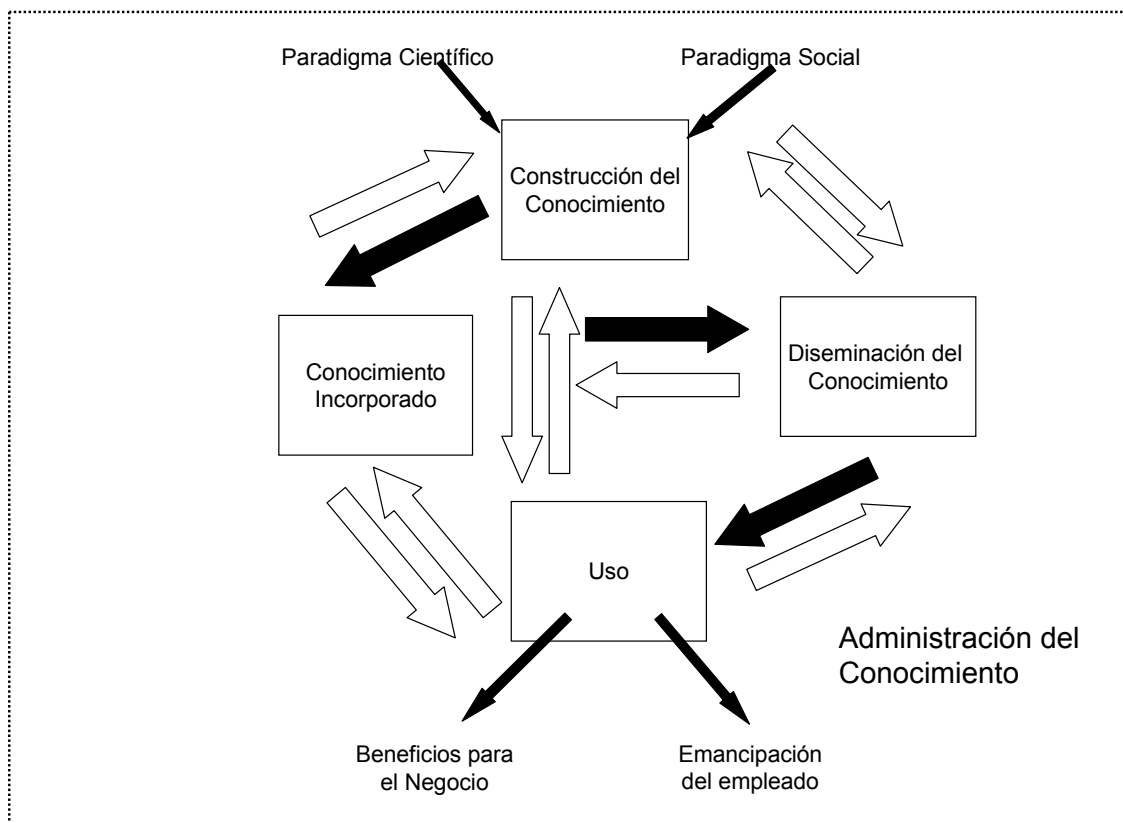 Paradigma Científico
Paradigma Social
Construcción del
Conocimiento
Conocimiento
Incorporado
Diseminación del
Conocimiento
Uso
Administración del
Conocimiento
Beneficios para
el Negocio
Emancipación
del empleado